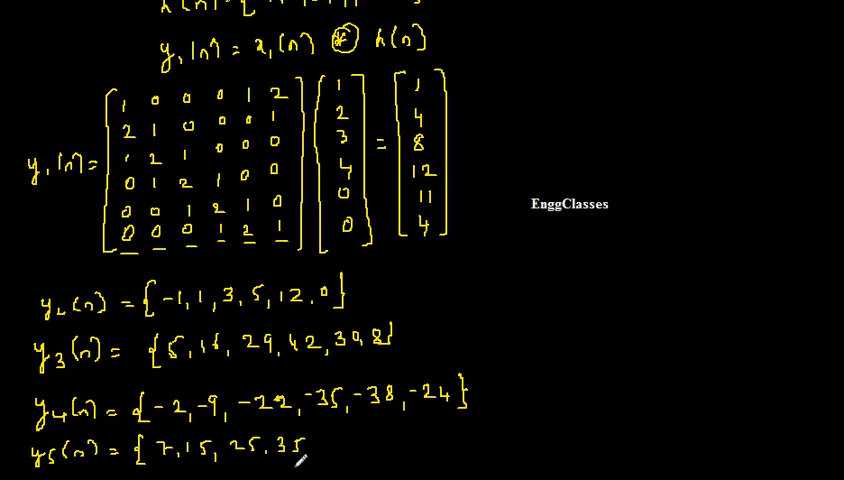 y₁(n) = x₁(n) ⊛ h(n)
1 0 0 0 1 2   1   1
2 1 0 0 0 1   2   4
1 2 1 0 0 0   3   8
y₁(n) =   =
0 1 2 1 0 0   4   12
0 0 1 2 1 0   0   11
0 0 0 1 2 1   0   4
EnggClasses
y₂(n) = {-1, 1, 3, 5, 12, 0}
y₃(n) = {5, 16, 29, 42, 39, 8}
y₄(n) = {-2, -9, -22, -35, -38, -24}
y₅(n) = { 7, 15, 25, 35